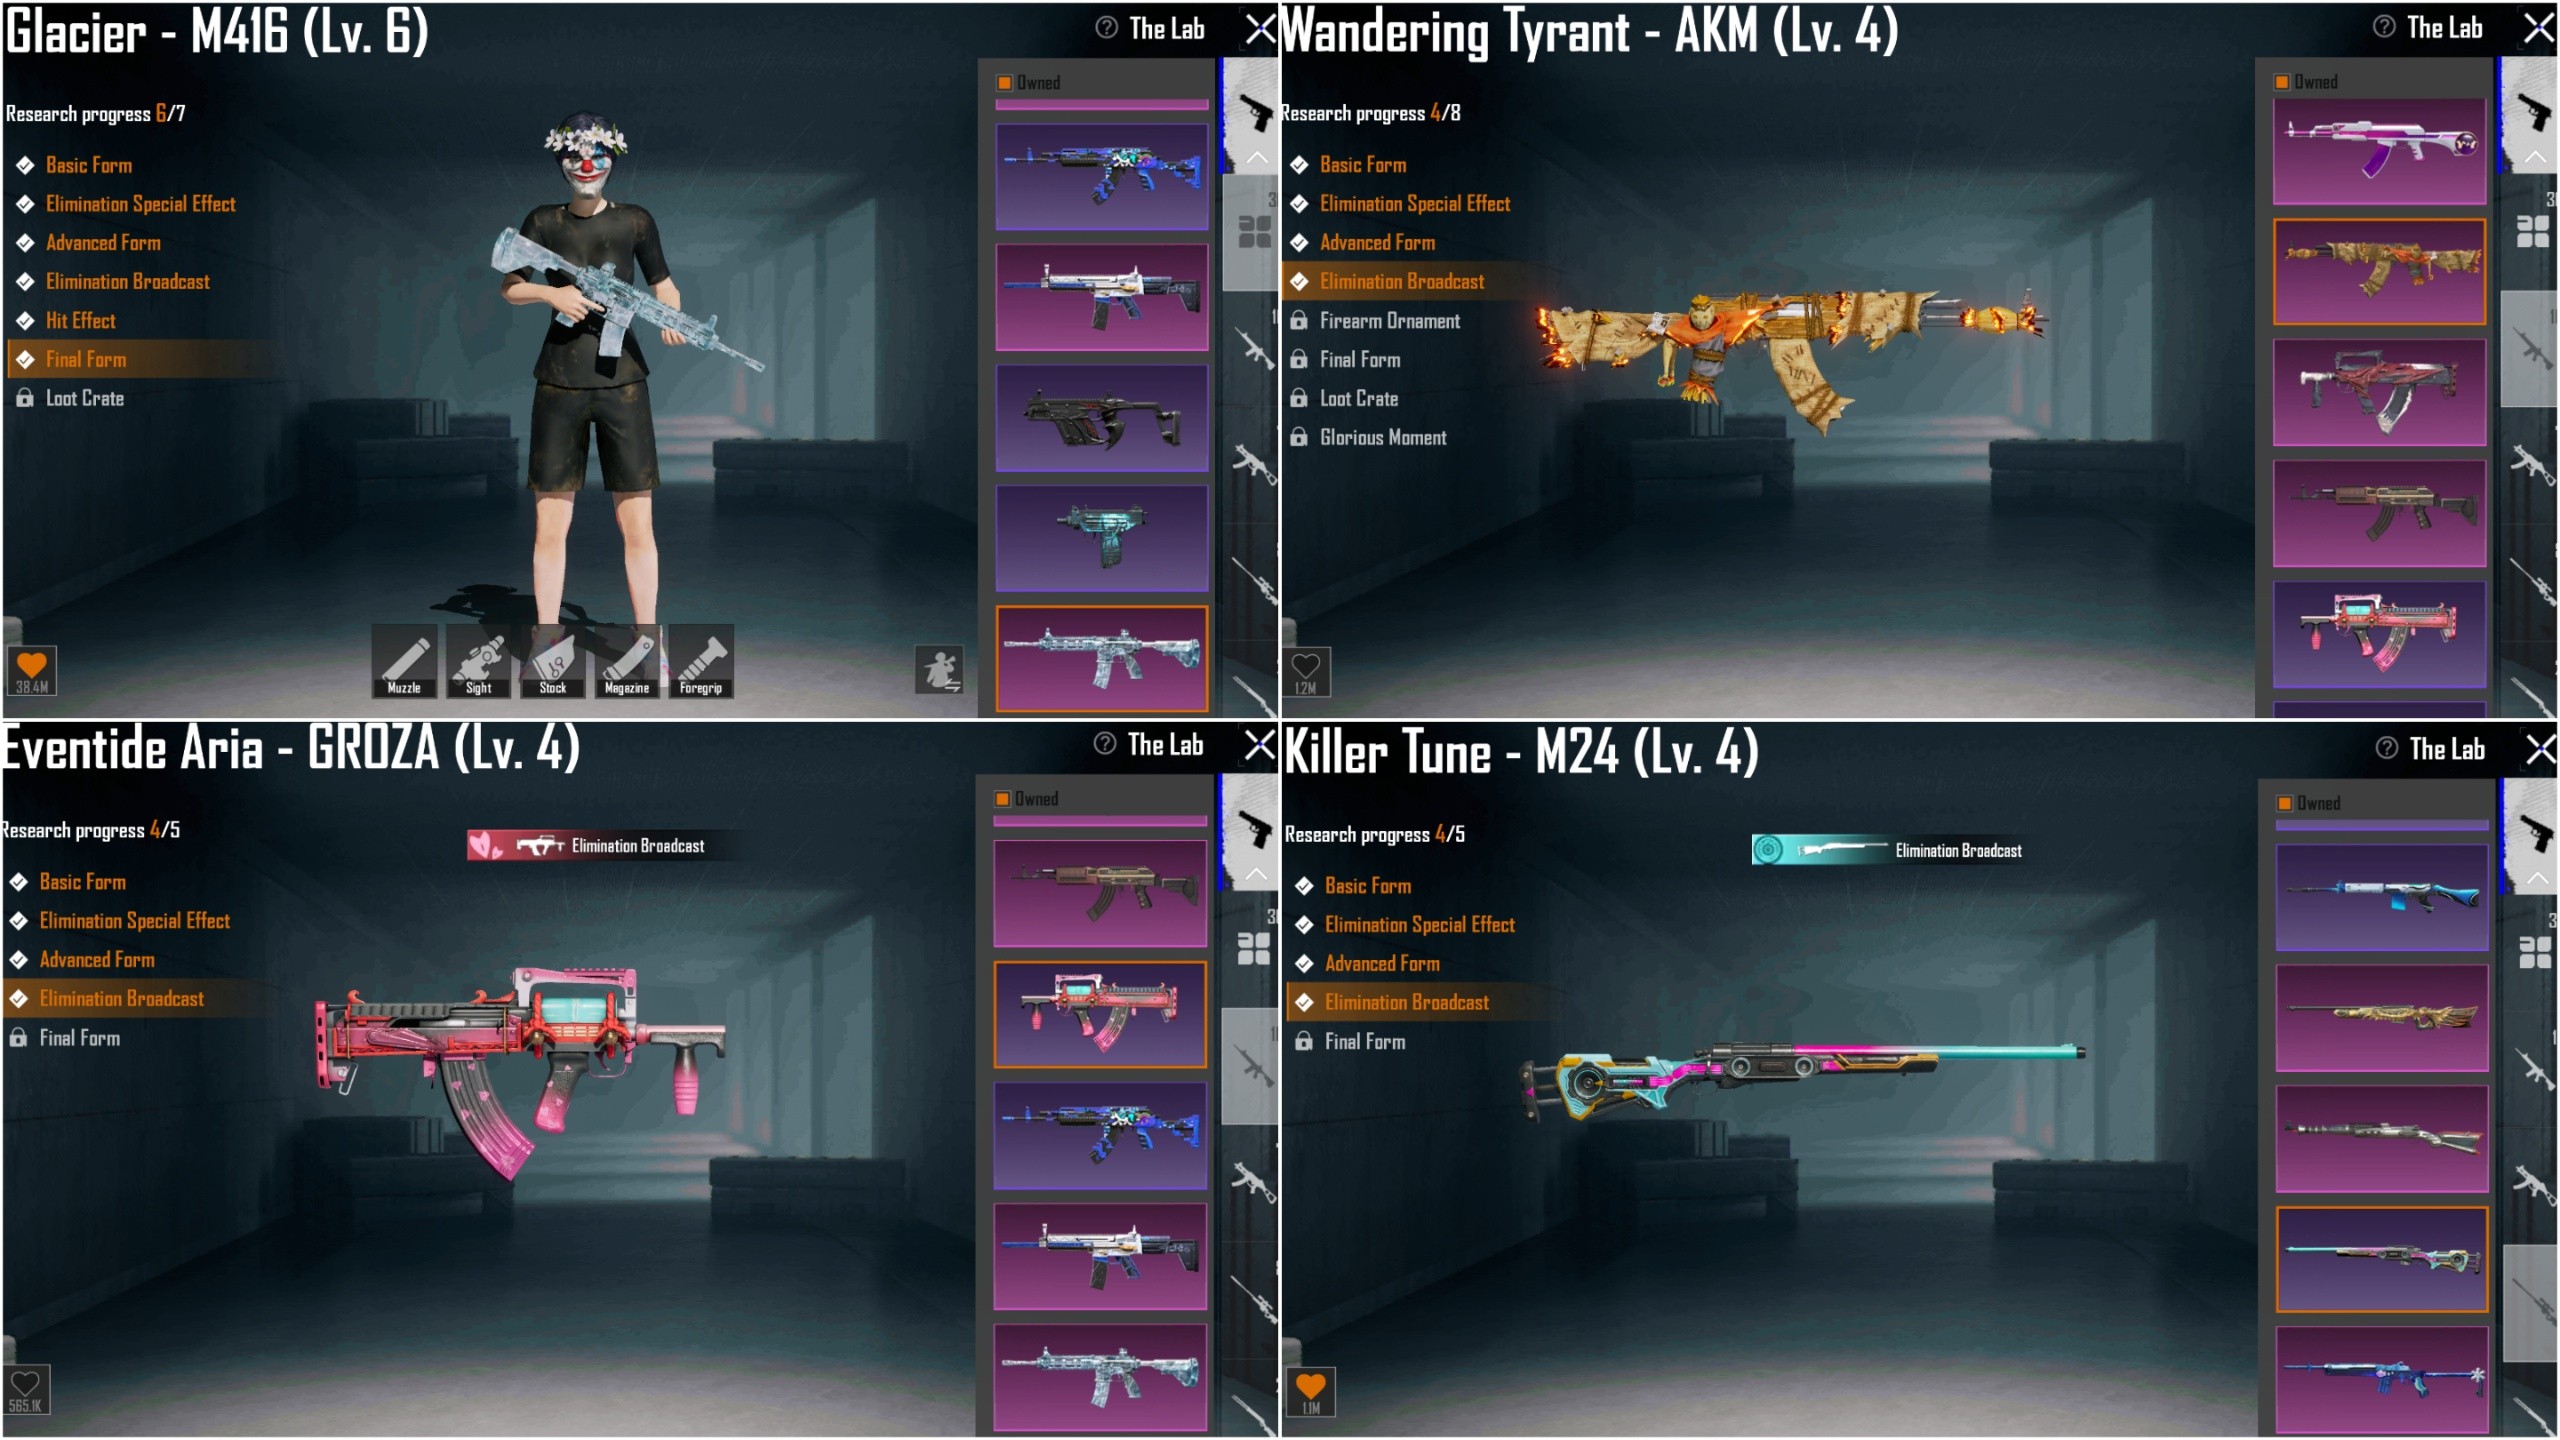 Glacier - M416 (Lv. 6)
The Lab
Research progress 6/7
Owned
Basic Form
Elimination Special Effect
Advanced Form
Elimination Broadcast
Hit Effect
Final Form
Loot Crate
38.4M
Muzzle
Sight
Stock
Magazine
Foregrip
Wandering Tyrant - AKM (Lv. 4)
The Lab
Research progress 4/8
Owned
Basic Form
Elimination Special Effect
Advanced Form
Elimination Broadcast
Firearm Ornament
Final Form
Loot Crate
Glorious Moment
1.2M
Eventide Aria - GROZA (Lv. 4)
The Lab
Research progress 4/5
Owned
Elimination Broadcast
Basic Form
Elimination Special Effect
Advanced Form
Elimination Broadcast
Final Form
565.1K
Killer Tune - M24 (Lv. 4)
The Lab
Research progress 4/5
Owned
Elimination Broadcast
Basic Form
Elimination Special Effect
Advanced Form
Elimination Broadcast
Final Form
1.1M